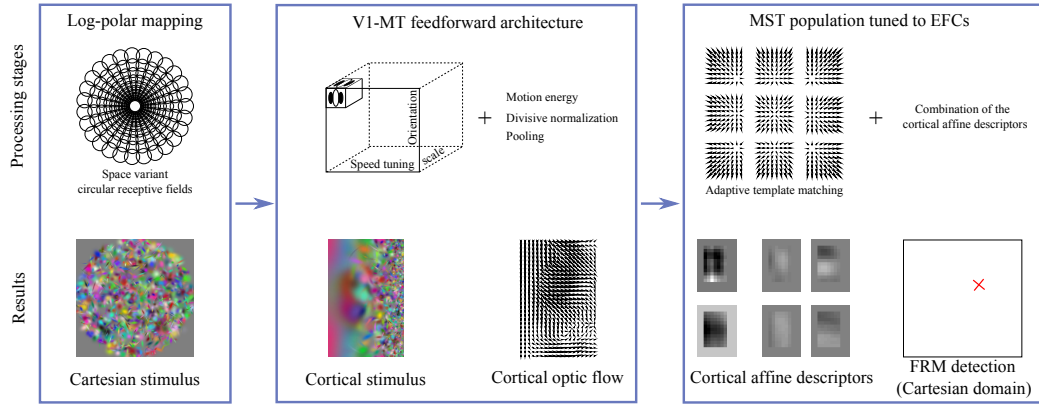 Log-polar mapping
V1-MT feedforward architecture
MST population tuned to EFCs
Processing stages
Space variant
circular receptive fields
Orientation
Speed tuning
scale
+
Motion energy
Divisive normalization
Pooling
Adaptive template matching
+
Combination of the
cortical affine descriptors
Results
Cartesian stimulus
Cortical stimulus
Cortical optic flow
Cortical affine descriptors
FRM detection
(Cartesian domain)